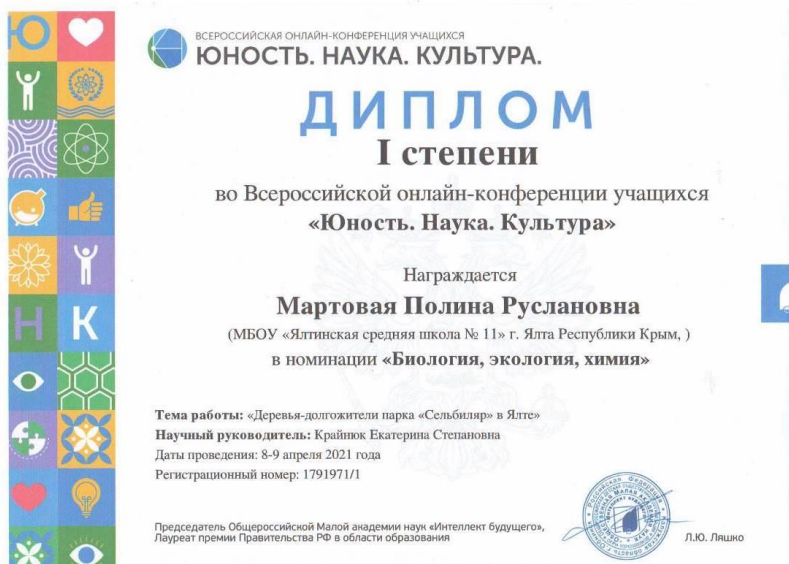 Ю
ВСЕРОССИЙСКАЯ ОНЛАЙН-КОНФЕРЕНЦИЯ УЧАЩИХСЯ
ЮНОСТЬ. НАУКА. КУЛЬТУРА.
ДИПЛОМ
I степени
во Всероссийской онлайн-конференции учащихся
«Юность. Наука. Культура»
Награждается
Мартовая Полина Руслановна
(МБОУ «Ялтинская средняя школа № 11» г. Ялта Республики Крым, )
в номинации «Биология, экология, химия»
Н К
Тема работы: «Деревья-долгожители парка «Сельбиляр» в Ялте»
Научный руководитель: Крайнюк Екатерина Степановна
Даты проведения: 8-9 апреля 2021 года
Регистрационный номер: 1791971/1
Председатель Общероссийской Малой академии наук «Интеллект будущего»,
Лауреат премии Правительства РФ в области образования
Л.Ю. Ляшко